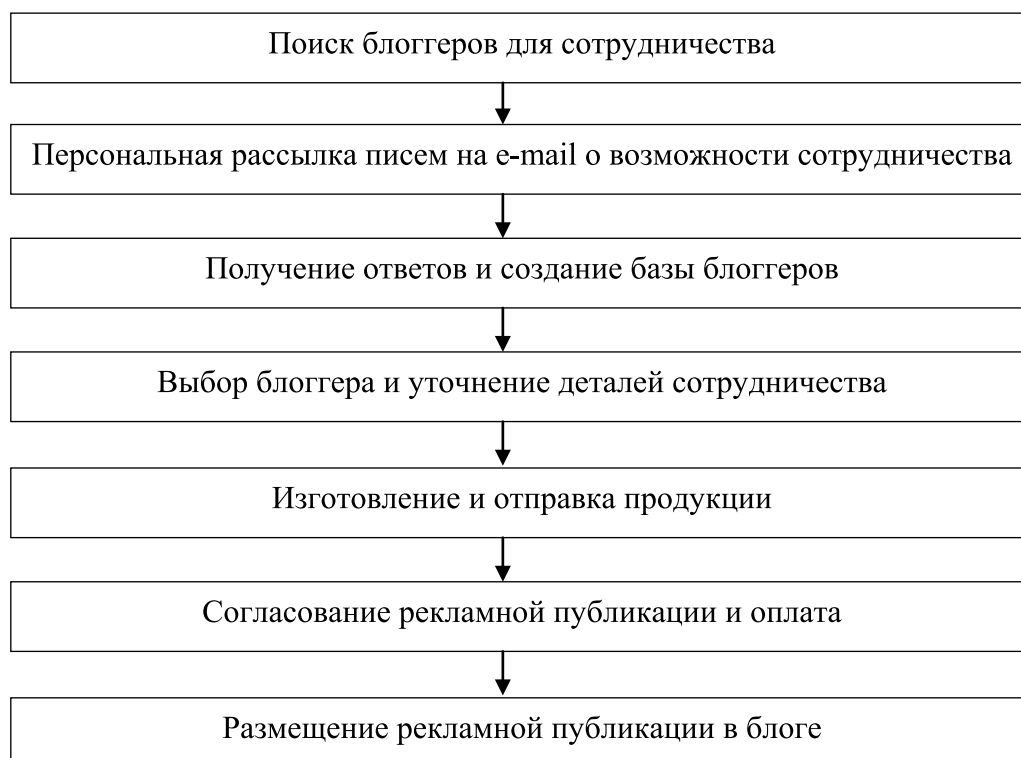 Поиск блоггеров для сотрудничества
Персональная рассылка писем на e-mail о возможности сотрудничества
Получение ответов и создание базы блоггеров
Выбор блоггера и уточнение деталей сотрудничества
Изготовление и отправка продукции
Согласование рекламной публикации и оплата
Размещение рекламной публикации в блоге